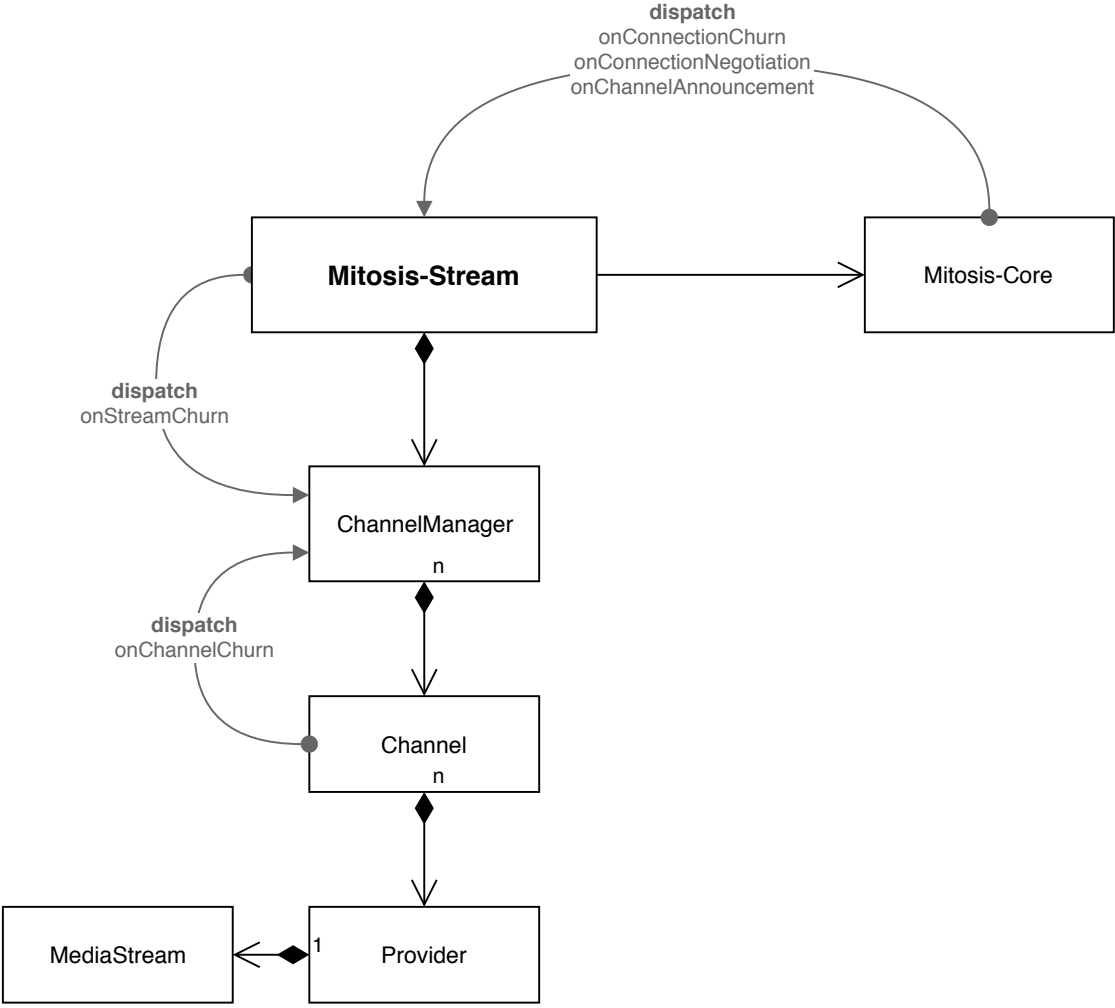 dispatch
onConnectionChurn
onConnectionNegotiation
onChannelAnnouncement
Mitosis-Stream
Mitosis-Core
dispatch
onStreamChurn
ChannelManager
n
dispatch
onChannelChurn
Channel
n
MediaStream
1
Provider